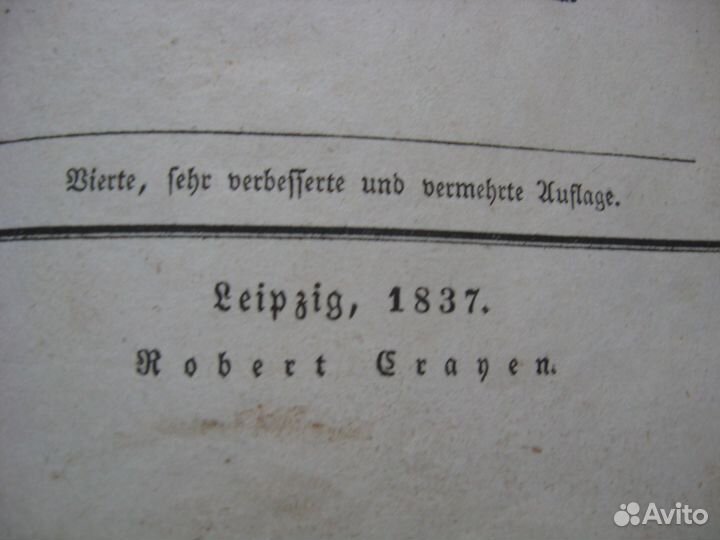 Vierte, ſehr verbeſſerte und vermehrte Auflage.
Leipzig, 1837.
Robert Crayen.
Avito